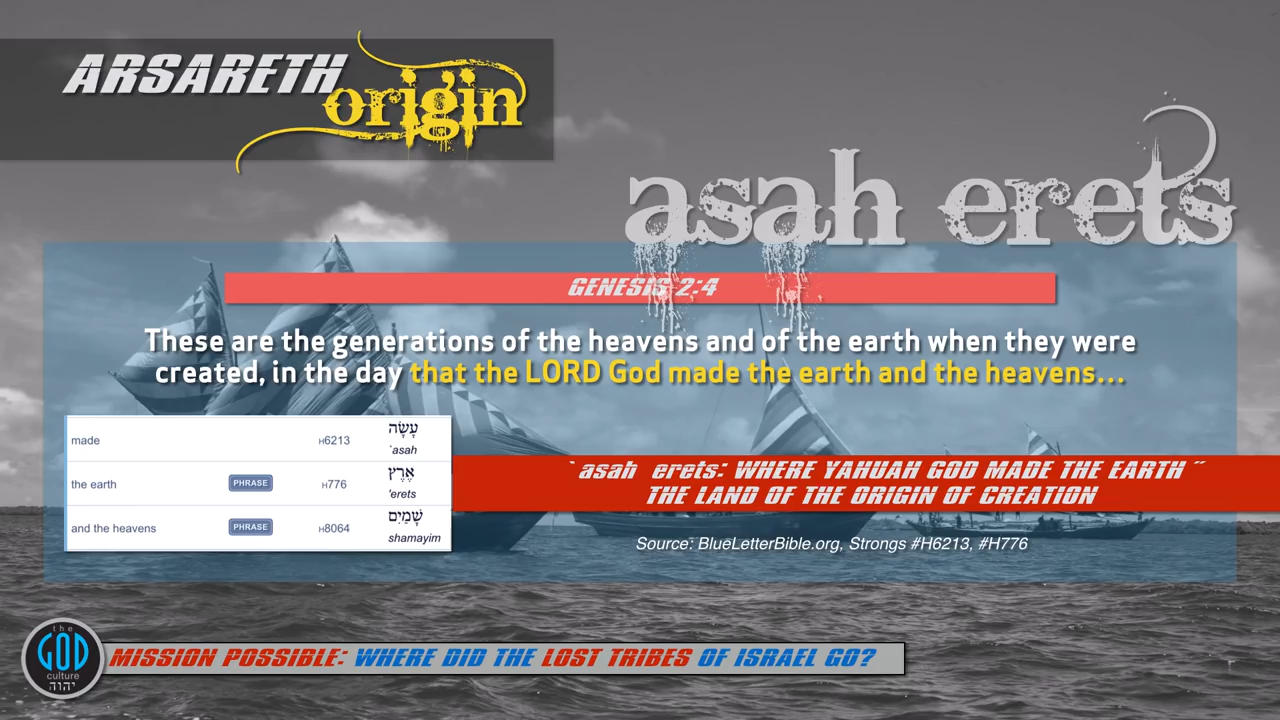 ARSARETH
origin
asah erets
GENESIS 2:4
These are the generations of the heavens and of the earth when they were
created, in the day that the LORD God made the earth and the heavens...
made H6213 עָשָׂה
`asah
the earth PHRASE H776 אֶרֶץ
'erets
and the heavens PHRASE H8064 שָׁמַיִם
shamayim
`asah erets: WHERE YAHUAH GOD MADE THE EARTH "
THE LAND OF THE ORIGIN OF CREATION
Source: BlueLetterBible.org, Strongs #H6213, #H776
the
GOD
culture
יהוה
MISSION POSSIBLE: WHERE DID THE LOST TRIBES OF ISRAEL GO?